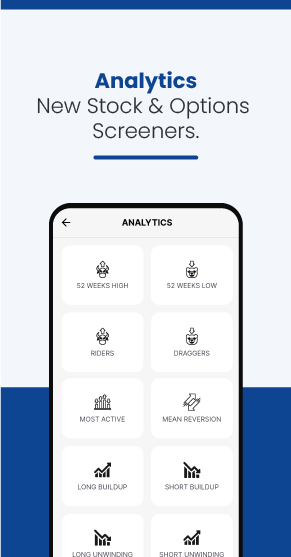 Analytics
New Stock & Options
Screeners.
ANALYTICS
52 WEEKS HIGH
52 WEEKS LOW
RIDERS
DRAGGERS
MOST ACTIVE
MEAN REVERSION
LONG BUILDUP
SHORT BUILDUP
LONG UNWINDING
SHORT UNWINDING